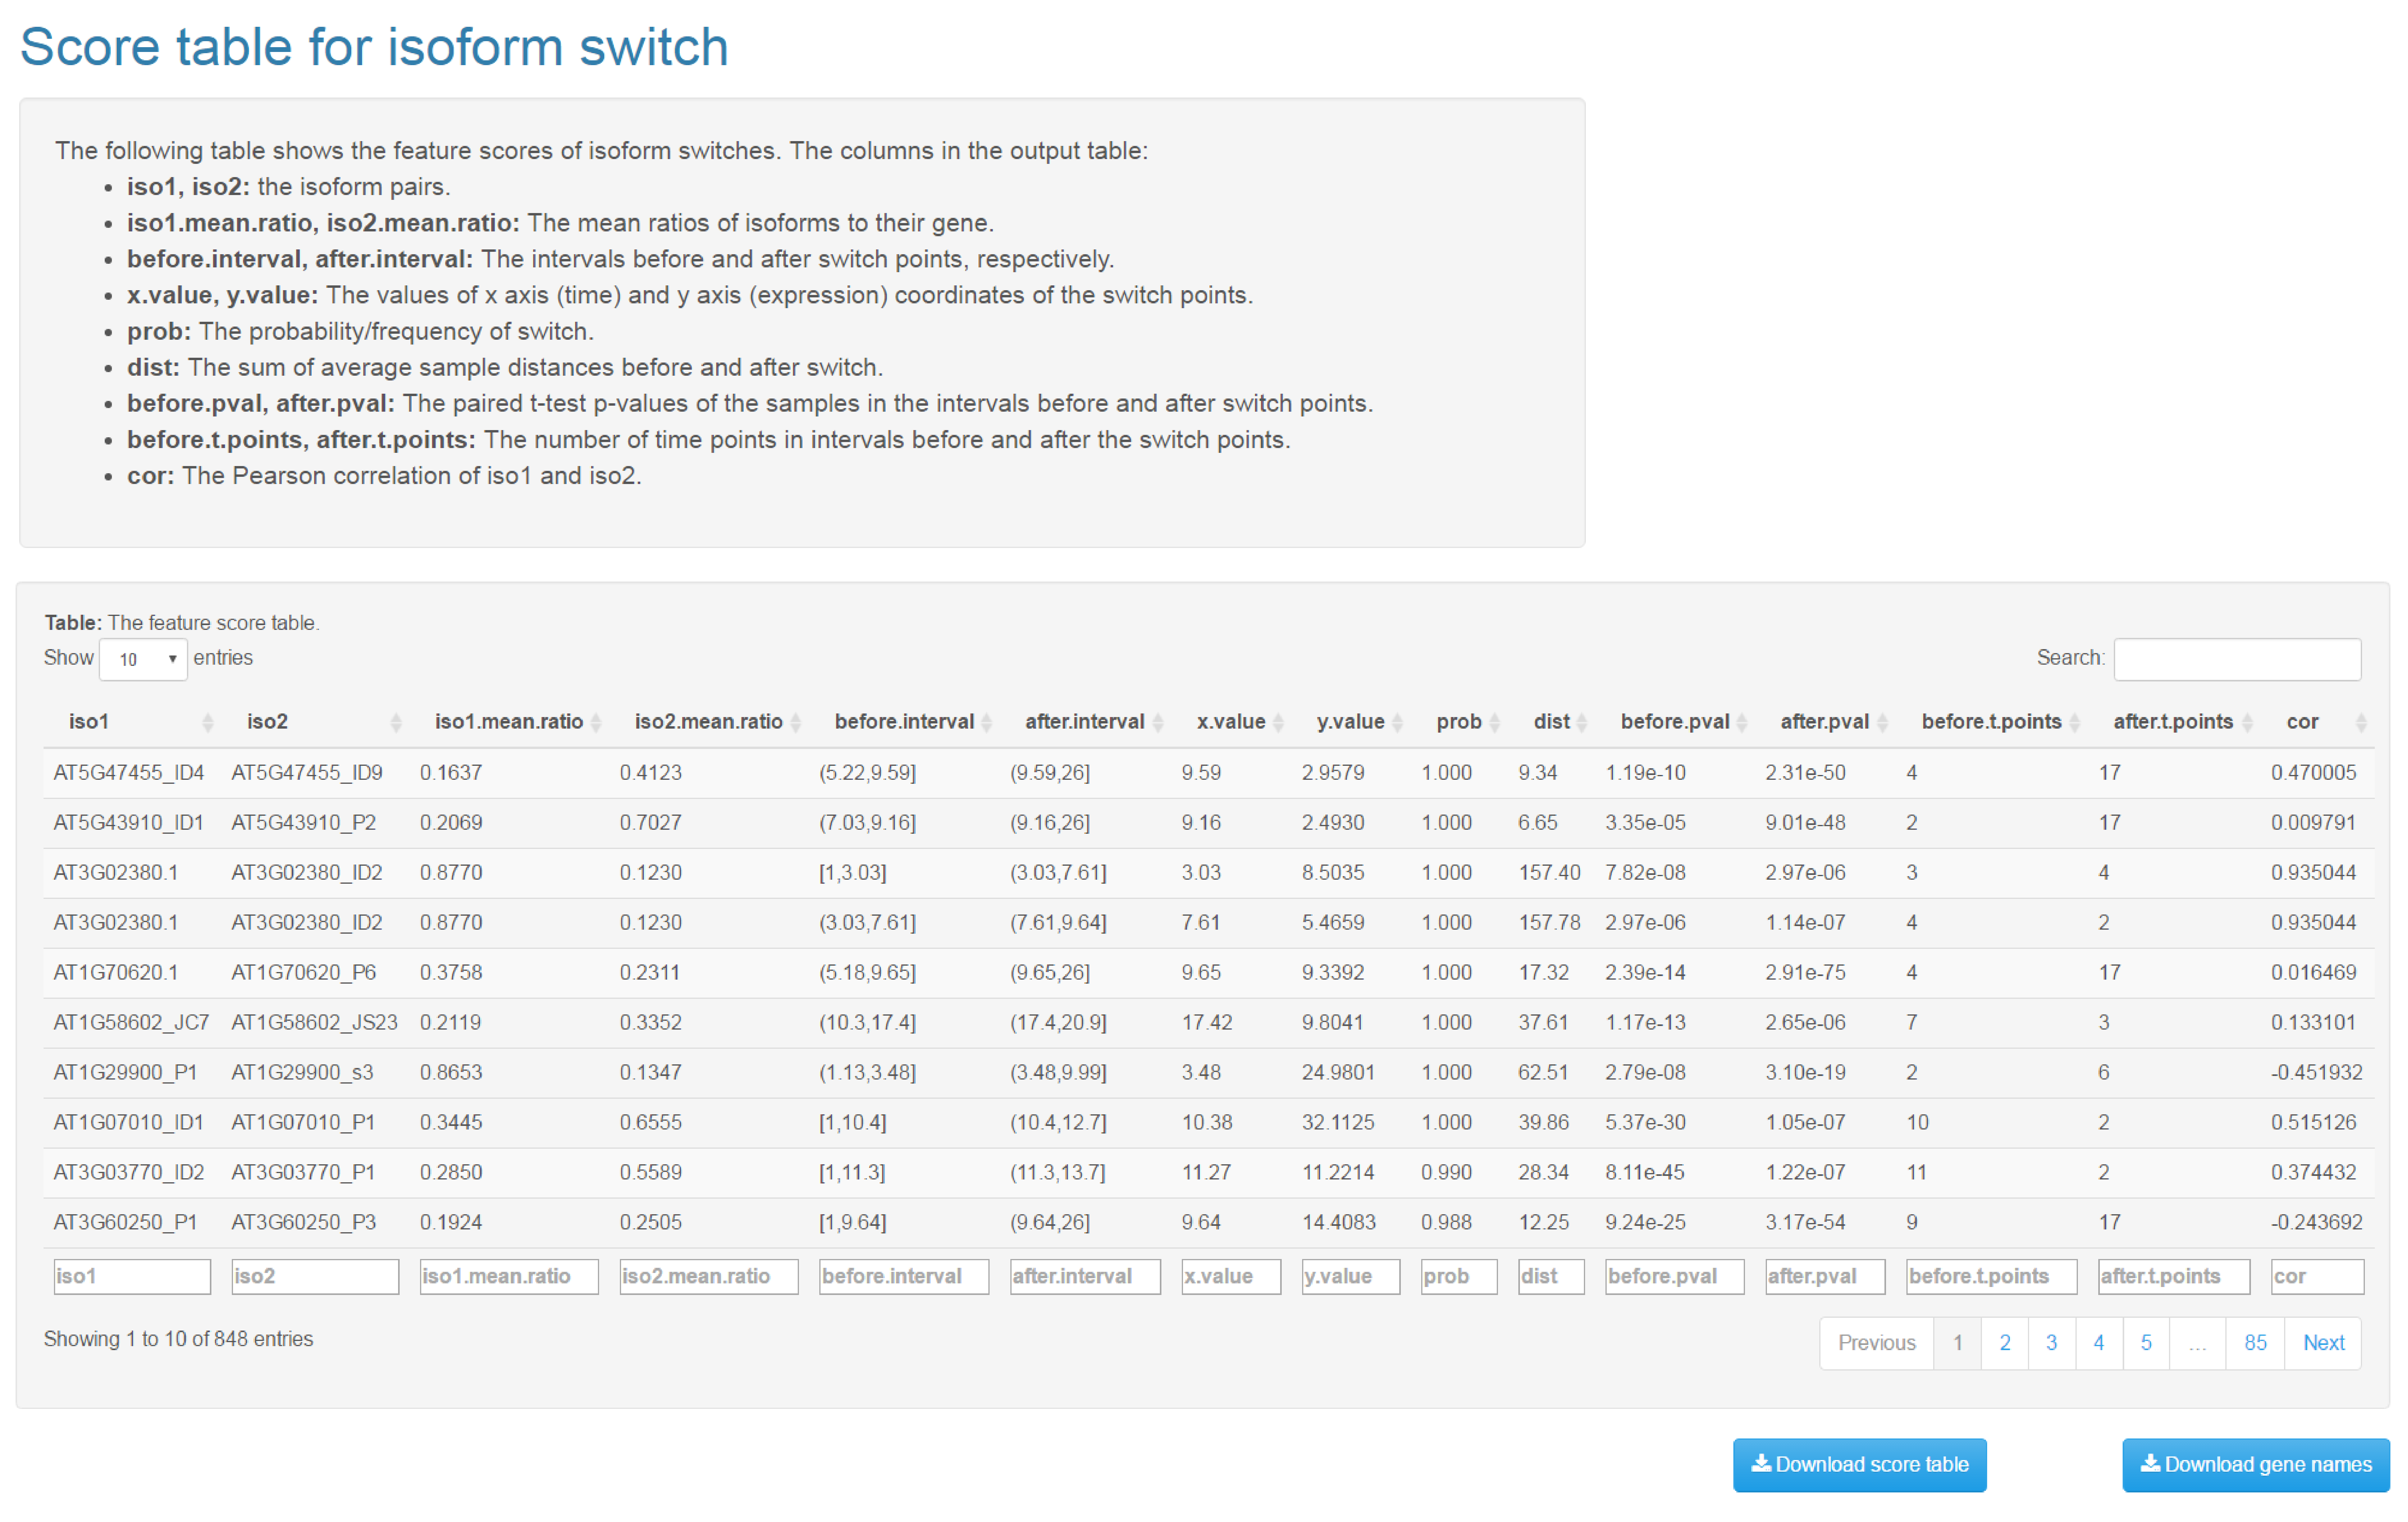 Score table for isoform switch
The following table shows the feature scores of isoform switches. The columns in the output table:
• iso1, iso2: the isoform pairs.
• iso1.mean.ratio, iso2.mean.ratio: The mean ratios of isoforms to their gene.
• before.interval, after.interval: The intervals before and after switch points, respectively.
• x.value, y.value: The values of x axis (time) and y axis (expression) coordinates of the switch points.
• prob: The probability/frequency of switch.
• dist: The sum of average sample distances before and after switch.
• before.pval, after.pval: The paired t-test p-values of the samples in the intervals before and after switch points.
• before.t.points, after.t.points: The number of time points in intervals before and after the switch points.
• cor: The Pearson correlation of iso1 and iso2.
Table: The feature score table.
Show 10 entries Search:
iso1 iso2 iso1.mean.ratio iso2.mean.ratio before.interval after.interval x.value y.value prob dist before.pval after.pval before.t.points after.t.points cor
AT5G47455_ID4 AT5G47455_ID9 0.1637 0.4123 (5.22,9.59] (9.59,26] 9.59 2.9579 1.000 9.34 1.19e-10 2.31e-50 4 17 0.470005
AT5G43910_ID1 AT5G43910_P2 0.2069 0.7027 (7.03,9.16] (9.16,26] 9.16 2.4930 1.000 6.65 3.35e-05 9.01e-48 2 17 0.009791
AT3G02380.1 AT3G02380_ID2 0.8770 0.1230 [1,3.03] (3.03,7.61] 3.03 8.5035 1.000 157.40 7.82e-08 2.97e-06 3 4 0.935044
AT3G02380.1 AT3G02380_ID2 0.8770 0.1230 (3.03,7.61] (7.61,9.64] 7.61 5.4659 1.000 157.78 2.97e-06 1.14e-07 4 2 0.935044
AT1G70620.1 AT1G70620_P6 0.3758 0.2311 (5.18,9.65] (9.65,26] 9.65 9.3392 1.000 17.32 2.39e-14 2.91e-75 4 17 0.016469
AT1G58602_JC7 AT1G58602_JS23 0.2119 0.3352 (10.3,17.4] (17.4,20.9] 17.42 9.8041 1.000 37.61 1.17e-13 2.65e-06 7 3 0.133101
AT1G29900_P1 AT1G29900_s3 0.8653 0.1347 (1.13,3.48] (3.48,9.99] 3.48 24.9801 1.000 62.51 2.79e-08 3.10e-19 2 6 -0.451932
AT1G07010_ID1 AT1G07010_P1 0.3445 0.6555 [1,10.4] (10.4,12.7] 10.38 32.1125 1.000 39.86 5.37e-30 1.05e-07 10 2 0.515126
AT3G03770_ID2 AT3G03770_P1 0.2850 0.5589 [1,11.3] (11.3,13.7] 11.27 11.2214 0.990 28.34 8.11e-45 1.22e-07 11 2 0.374432
AT3G60250_P1 AT3G60250_P3 0.1924 0.2505 [1,9.64] (9.64,26] 9.64 14.4083 0.988 12.25 9.24e-25 3.17e-54 9 17 -0.243692
iso1 iso2 iso1.mean.ratio iso2.mean.ratio before.interval after.interval x.value y.value prob dist before.pval after.pval before.t.points after.t.points cor
Showing 1 to 10 of 848 entries Previous 1 2 3 4 5 ... 85 Next
Download score table Download gene names